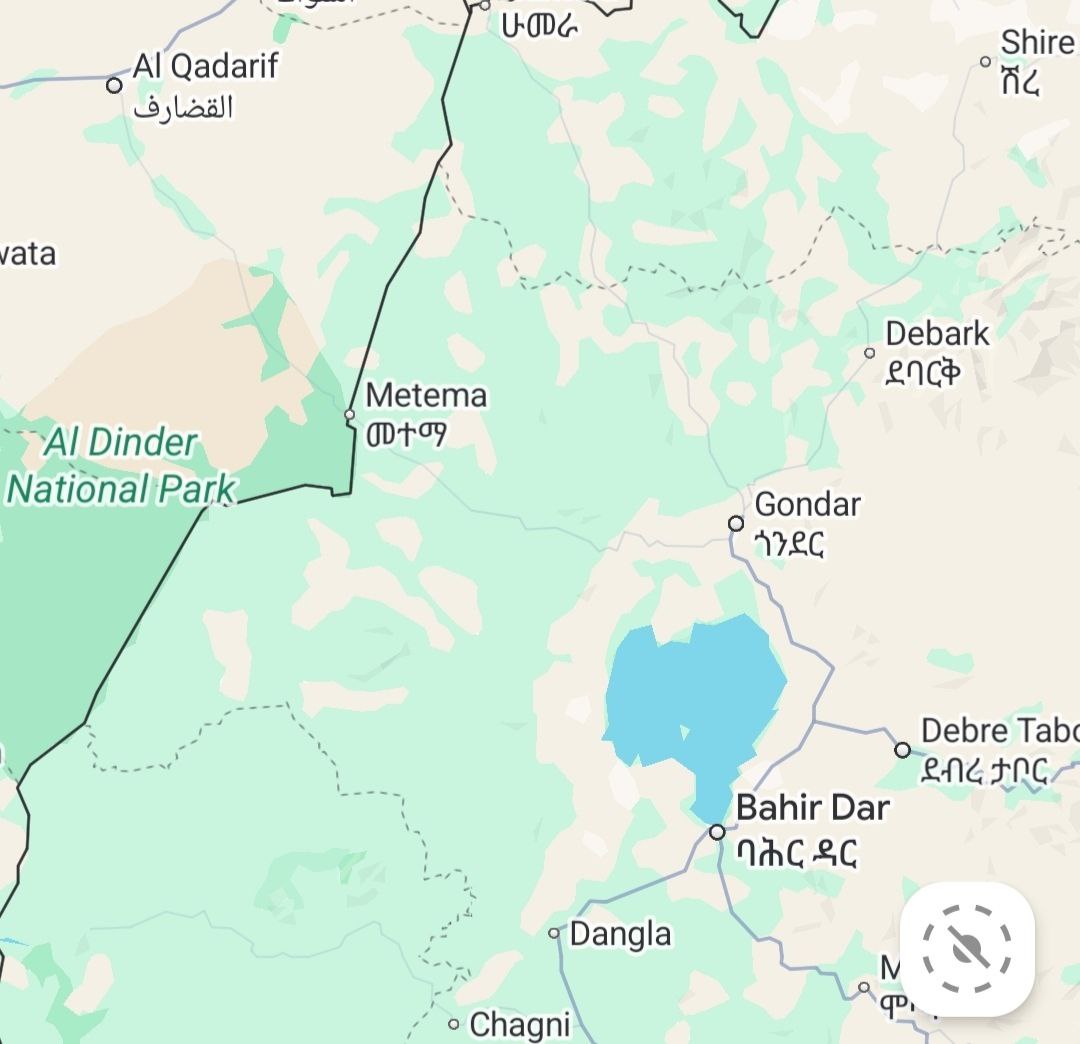 ሁመራ
Shire
ሽረ
Al Qadarif
القضارف
wata
Debark
ደባርቅ
Metema
መተማ
Al Dinder
National Park
Gondar
ጎንደር
Debre Tabo
ደብረ ታቦር
Bahir Dar
ባሕር ዳር
Dangla
Chagni